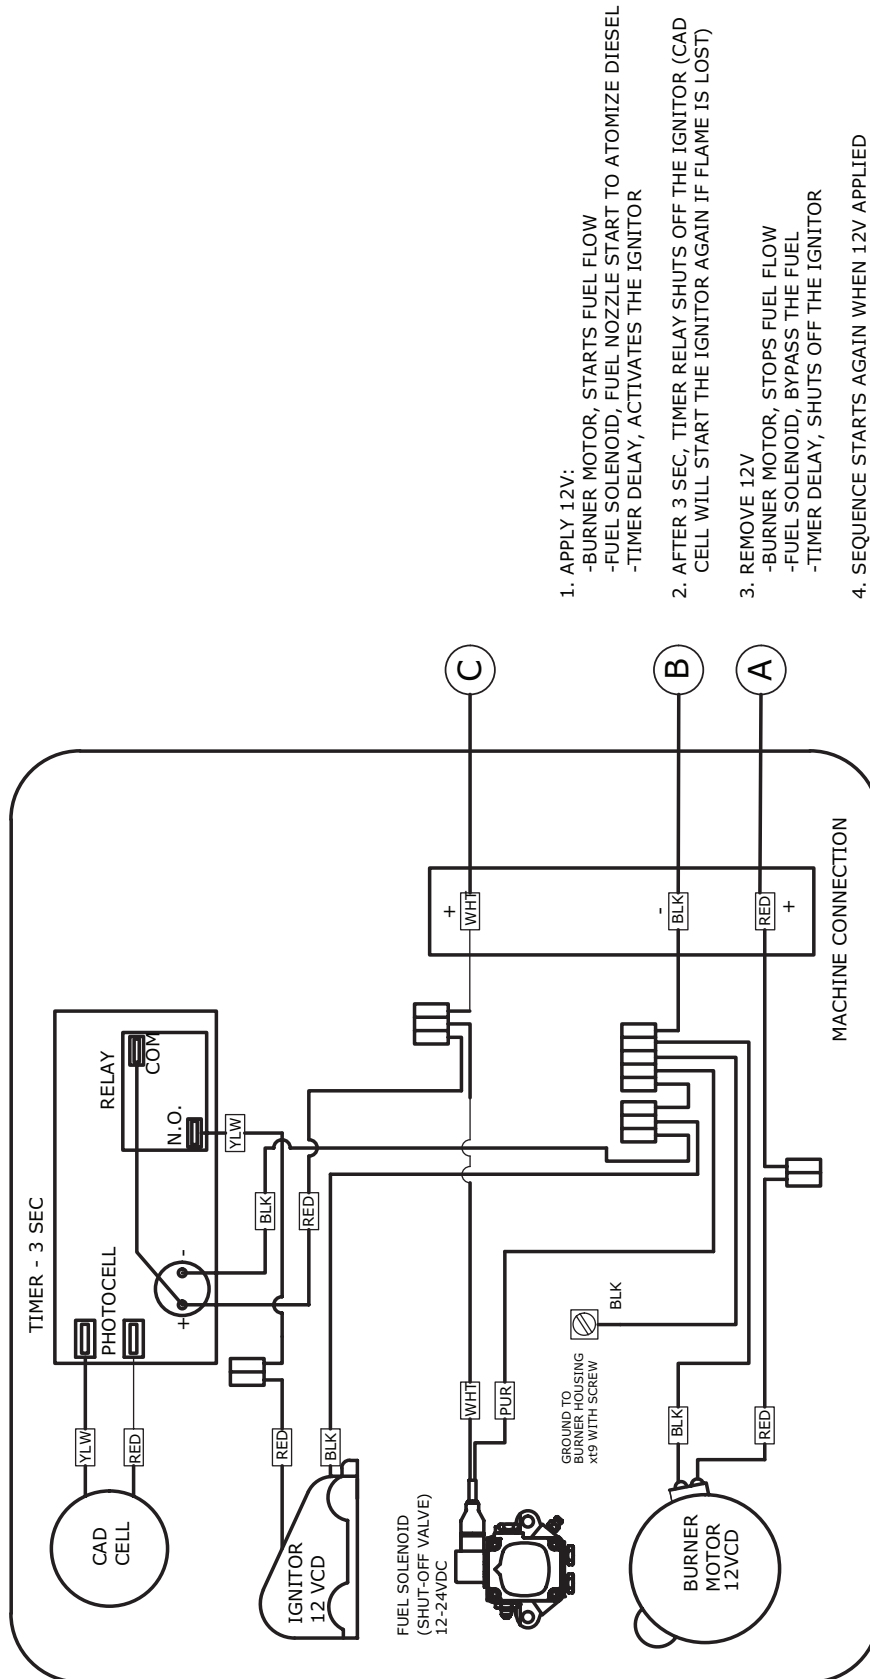 TIMER - 3 SEC
RELAY
COM
N.O.
PHOTOCELL
+
-
YLW
BLK
RED
YLW
RED
CAD
CELL
RED
BLK
IGNITOR
12 VCD
WHT
PUR
FUEL SOLENOID
(SHUT-OFF VALVE)
12-24VDC
GROUND TO
BURNER HOUSING
xt9 WITH SCREW
BLK
BLK
RED
BURNER
MOTOR
12VCD
+
WHT
-
BLK
RED
+
MACHINE CONNECTION
C
B
A
1. APPLY 12V:
-BURNER MOTOR, STARTS FUEL FLOW
-FUEL SOLENOID, FUEL NOZZLE START TO ATOMIZE DIESEL
-TIMER DELAY, ACTIVATES THE IGNITOR
2. AFTER 3 SEC, TIMER RELAY SHUTS OFF THE IGNITOR (CAD
CELL WILL START THE IGNITOR AGAIN IF FLAME IS LOST)
3. REMOVE 12V
-BURNER MOTOR, STOPS FUEL FLOW
-FUEL SOLENOID, BYPASS THE FUEL
-TIMER DELAY, SHUTS OFF THE IGNITOR
4. SEQUENCE STARTS AGAIN WHEN 12V APPLIED